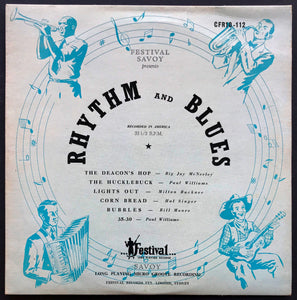 CFR10-112
FESTIVAL
SAVOY
presents
RHYTHM AND BLUES
RECORDED IN AMERICA
33 1/3 R.P.M.
THE DEACON'S HOP — Big Jay McNeeley
THE HUCKLEBUCK — Paul Williams
LIGHTS OUT — Milton Buckner
CORN BREAD — Hal Singer
BUBBLES — Bill Moore
35-30 — Paul Williams
Festival
SAVOY
LONG PLAYING MICRO GROOVE RECORDING
FESTIVAL RECORDS PTY. LIMITED, SYDNEY